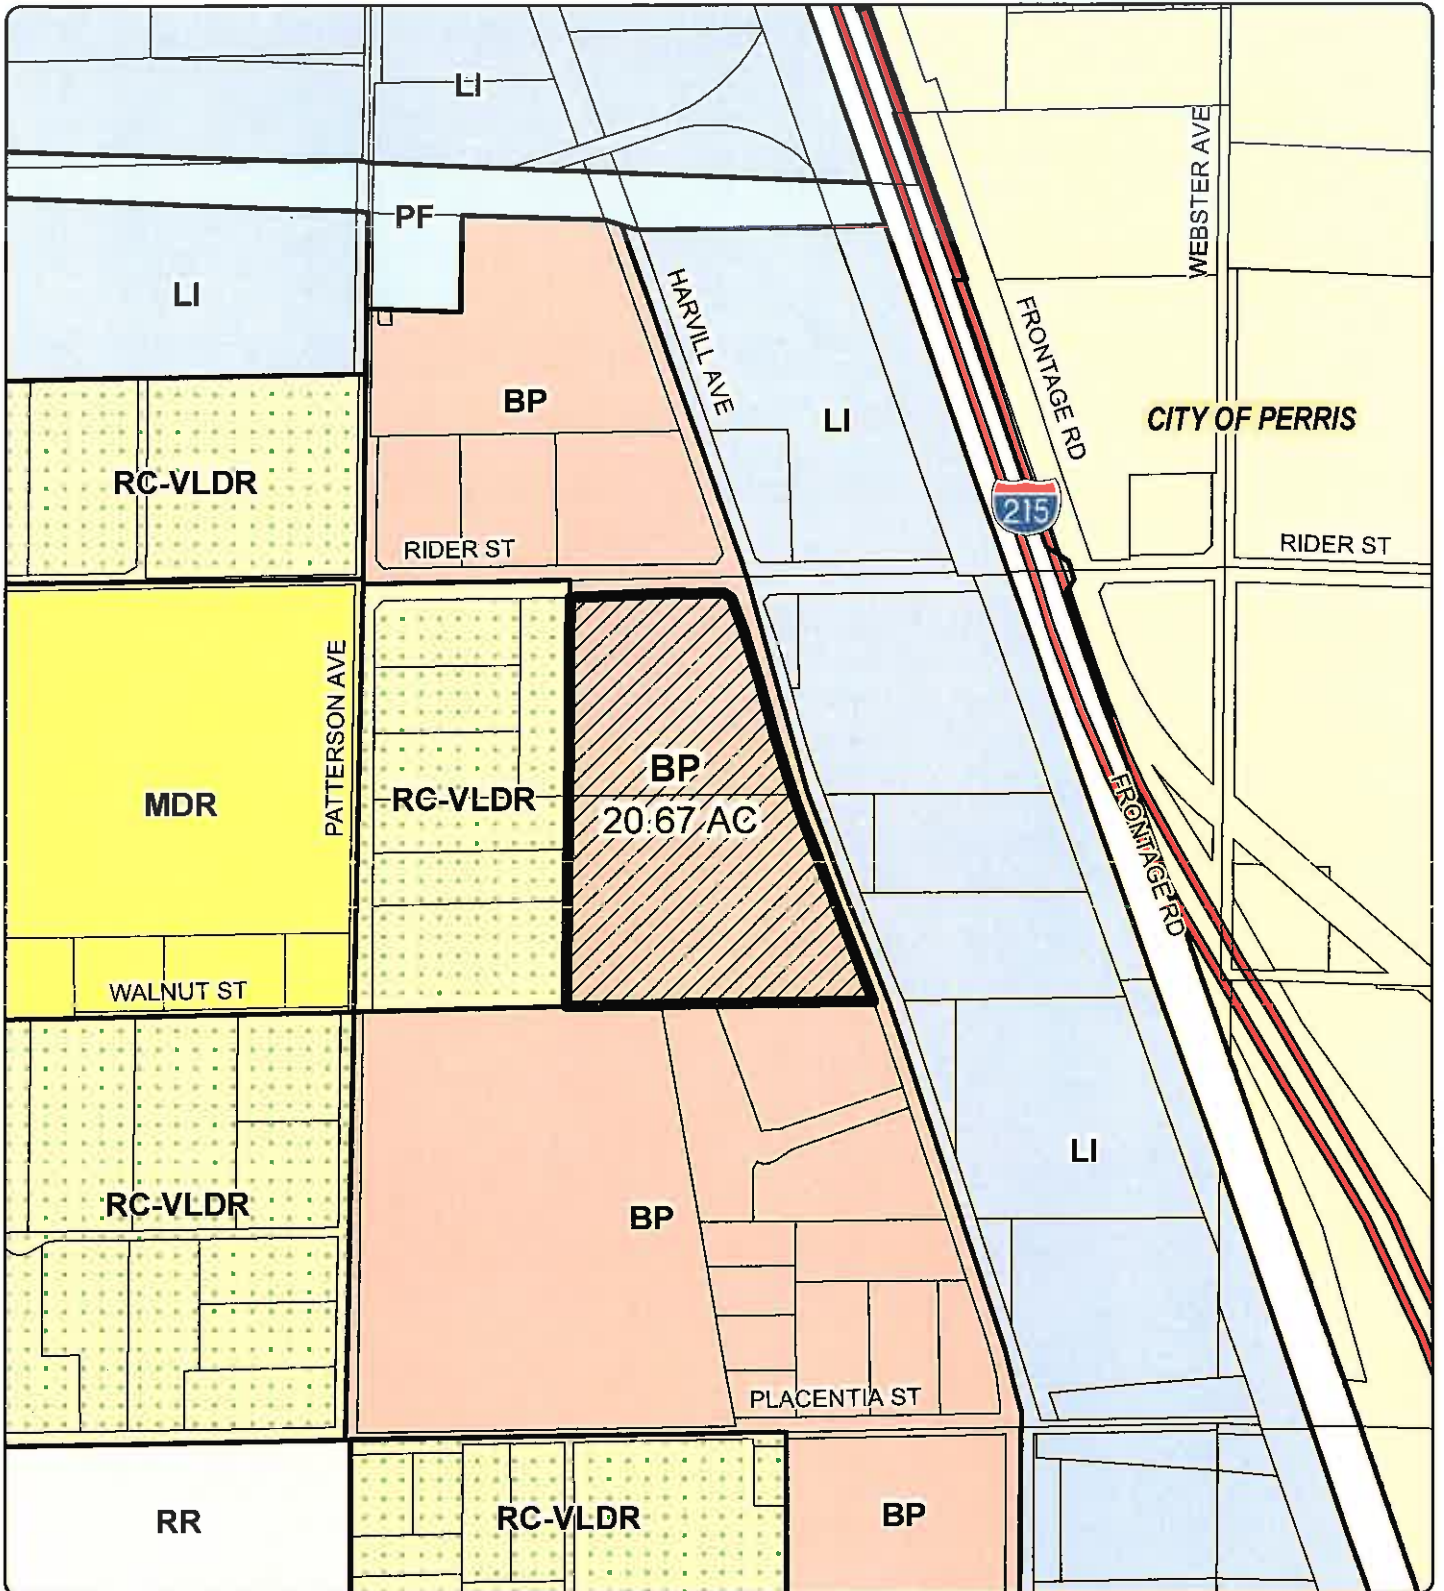 LI
WEBSTER AVE
PF
LI
HARVILL AVE
FRONTAGE RD
BP
LI
CITY OF PERRIS
RC-VLDR
215
RIDER ST
RIDER ST
PATTERSON AVE
BP
20.67 AC
MDR
RC-VLDR
FRONTAGE RD
WALNUT ST
LI
RC-VLDR
BP
PLACENTIA ST
RR
RC-VLDR
BP